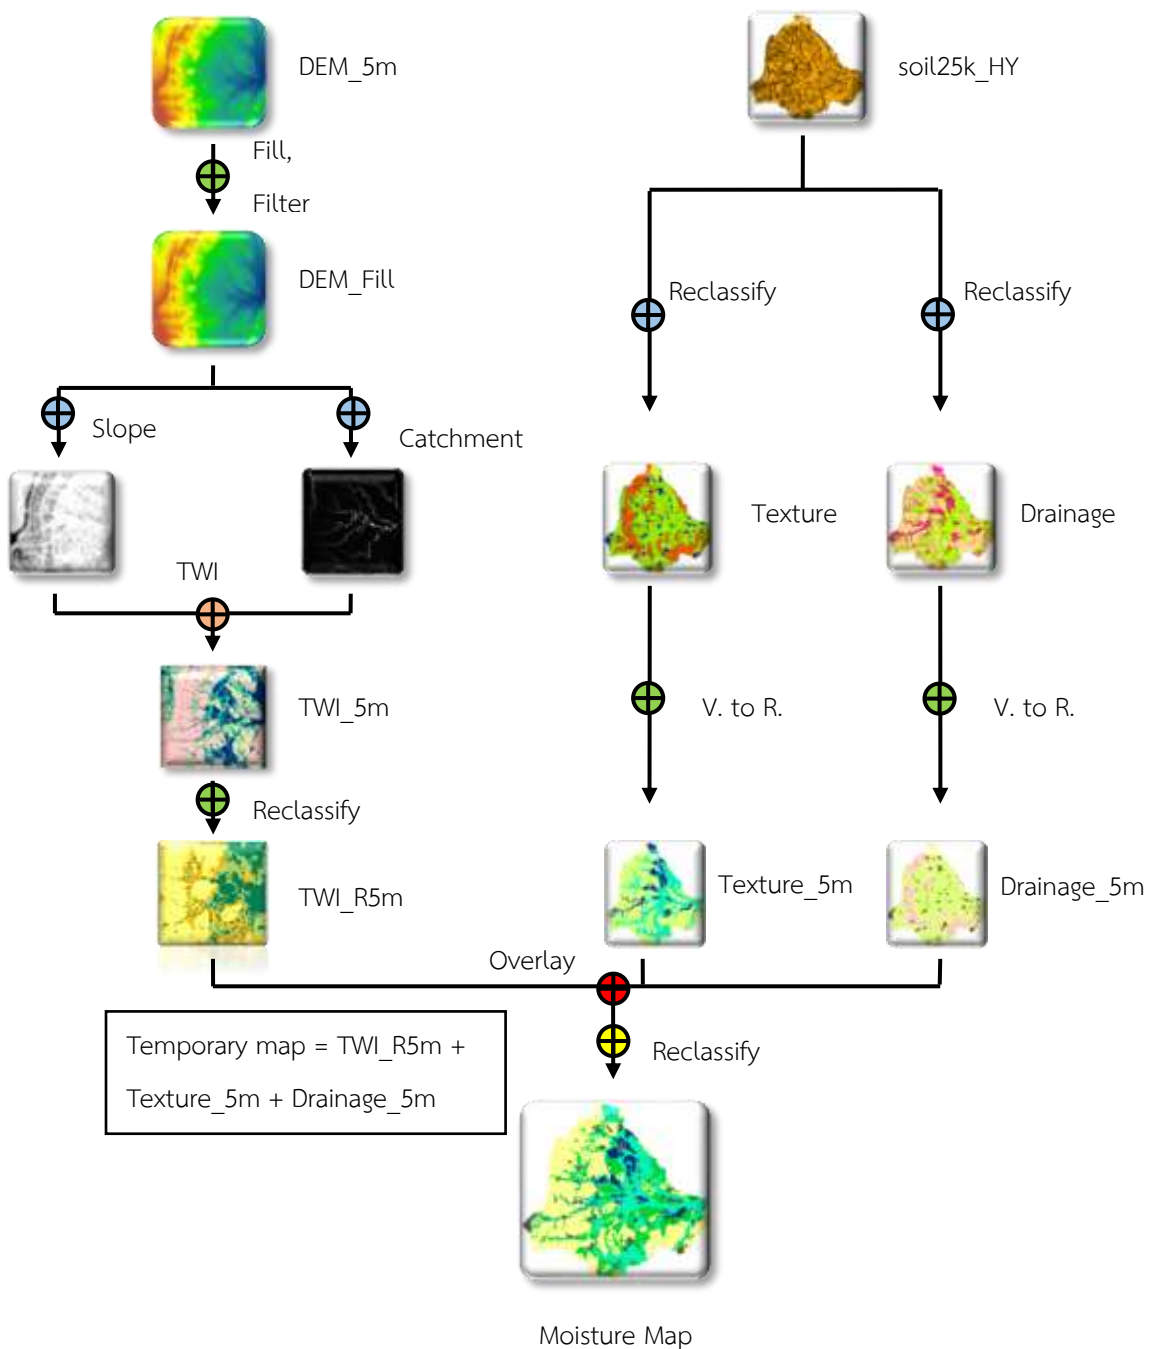 DEM_5m
soil25k_HY
Fill,
Filter
DEM_Fill
Reclassify
Reclassify
Slope
Catchment
Texture
Drainage
TWI
TWI_5m
V. to R.
V. to R.
Reclassify
TWI_R5m
Texture_5m
Drainage_5m
Overlay
Temporary map = TWI_R5m +
Texture_5m + Drainage_5m
Reclassify
Moisture Map